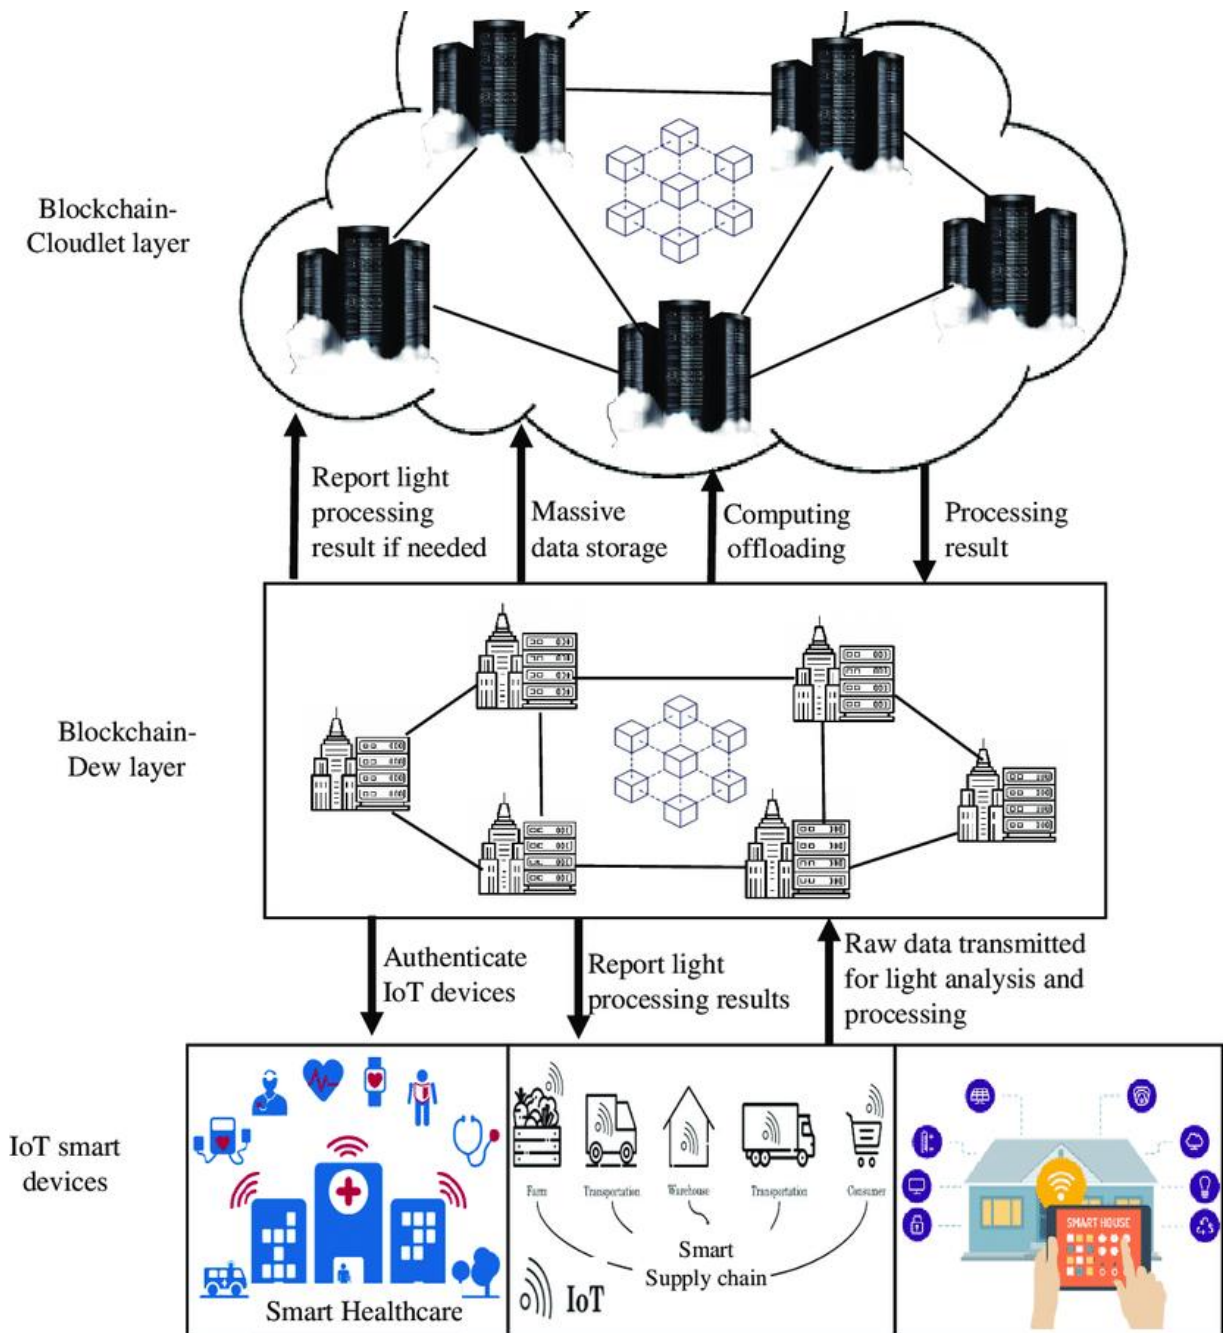 Blockchain-
Cloudlet layer
Report light
processing
result if needed
Massive
data storage
Computing
offloading
Processing
result
Blockchain-
Dew layer
Authenticate
IoT devices
Report light
processing results
Raw data transmitted
for light analysis and
processing
IoT smart
devices
Smart Healthcare
Farm
Transportation
Warehouse
Transportation
Consumer
Smart
Supply chain
IoT
SMART HOUSE